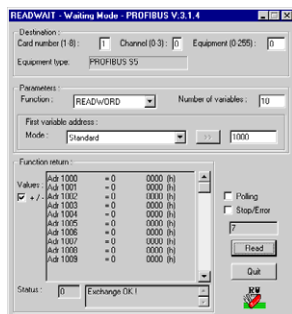 READWAIT - Waiting Mode - PROFIBUS V.3.1.4
Destination :
Card number (1-8) : 1 Channel (0-3) : 0 Equipment (0-255) : 0
Equipment type: PROFIBUS S5
Parameters :
Function : READWORD Number of variables : 10
First variable address :
Mode : Standard >> 1000
Function return :
Values :
+ / -
Adr 1000 = 0 0000 (h)
Adr 1001 = 0 0000 (h)
Adr 1002 = 0 0000 (h)
Adr 1003 = 0 0000 (h)
Adr 1004 = 0 0000 (h)
Adr 1005 = 0 0000 (h)
Adr 1006 = 0 0000 (h)
Adr 1007 = 0 0000 (h)
Adr 1008 = 0 0000 (h)
Adr 1009 = 0 0000 (h)
Polling
Stop/Error
7
Read
Quit
Status : 0 Exchange OK !
RW